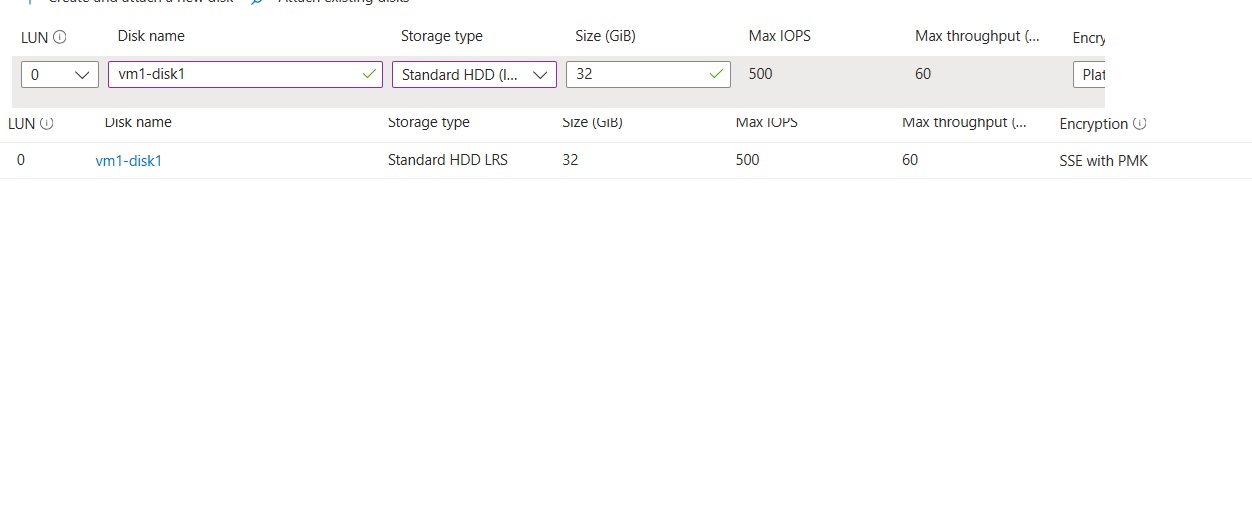 Create and attach a new disk Attach existing disks
LUN Disk name Storage type Size (GiB) Max IOPS Max throughput (... Encry
0 vm1-disk1 Standard HDD (l... 32 500 60 Plat
LUN Disk name Storage type Size (GiB) Max IOPS Max throughput (... Encryption
0 vm1-disk1 Standard HDD LRS 32 500 60 SSE with PMK